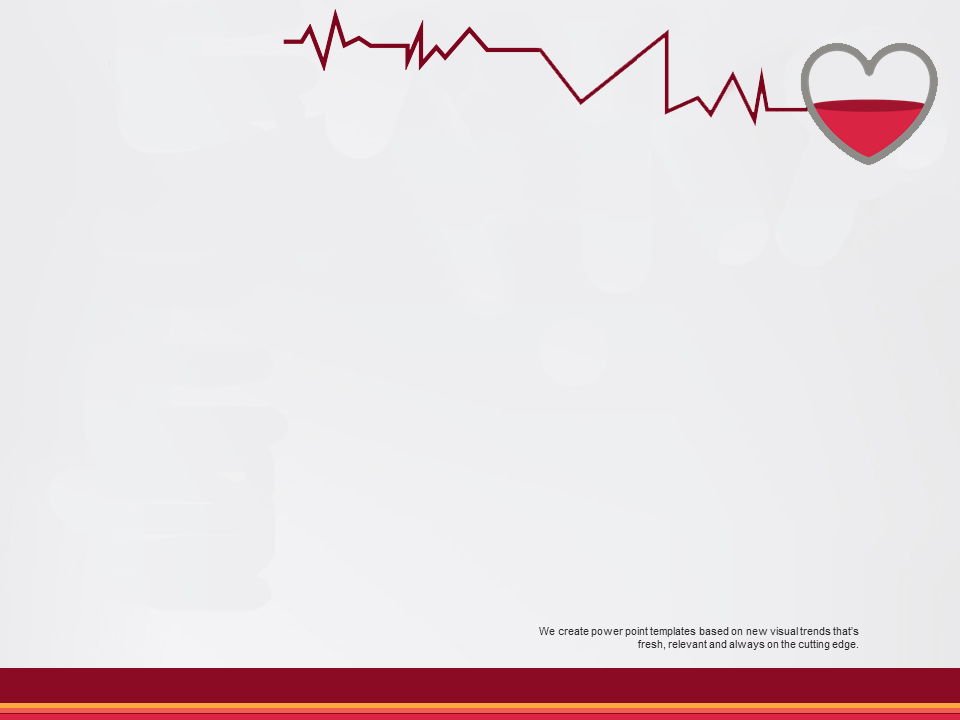 We create power point templates based on new visual trends that's
fresh, relevant and always on the cutting edge.